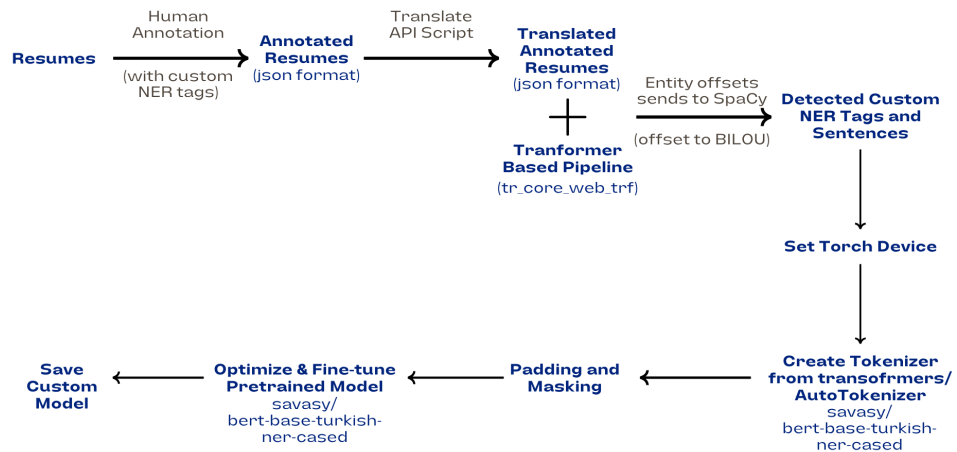 Resumes
Human
Annotation
(with custom
NER tags)
Annotated
Resumes
(json format)
Translate
API Script
Translated
Annotated
Resumes
(json format)
Tranformer
Based Pipeline
(tr_core_web_trf)
Entity offsets
sends to SpaCy
(offset to BILOU)
Detected Custom
NER Tags and
Sentences
Set Torch Device
Create Tokenizer
from transofrmers/
AutoTokenizer
savasy/
bert-base-turkish-
ner-cased
Padding and
Masking
Optimize & Fine-tune
Pretrained Model
savasy/
bert-base-turkish-
ner-cased
Save
Custom
Model